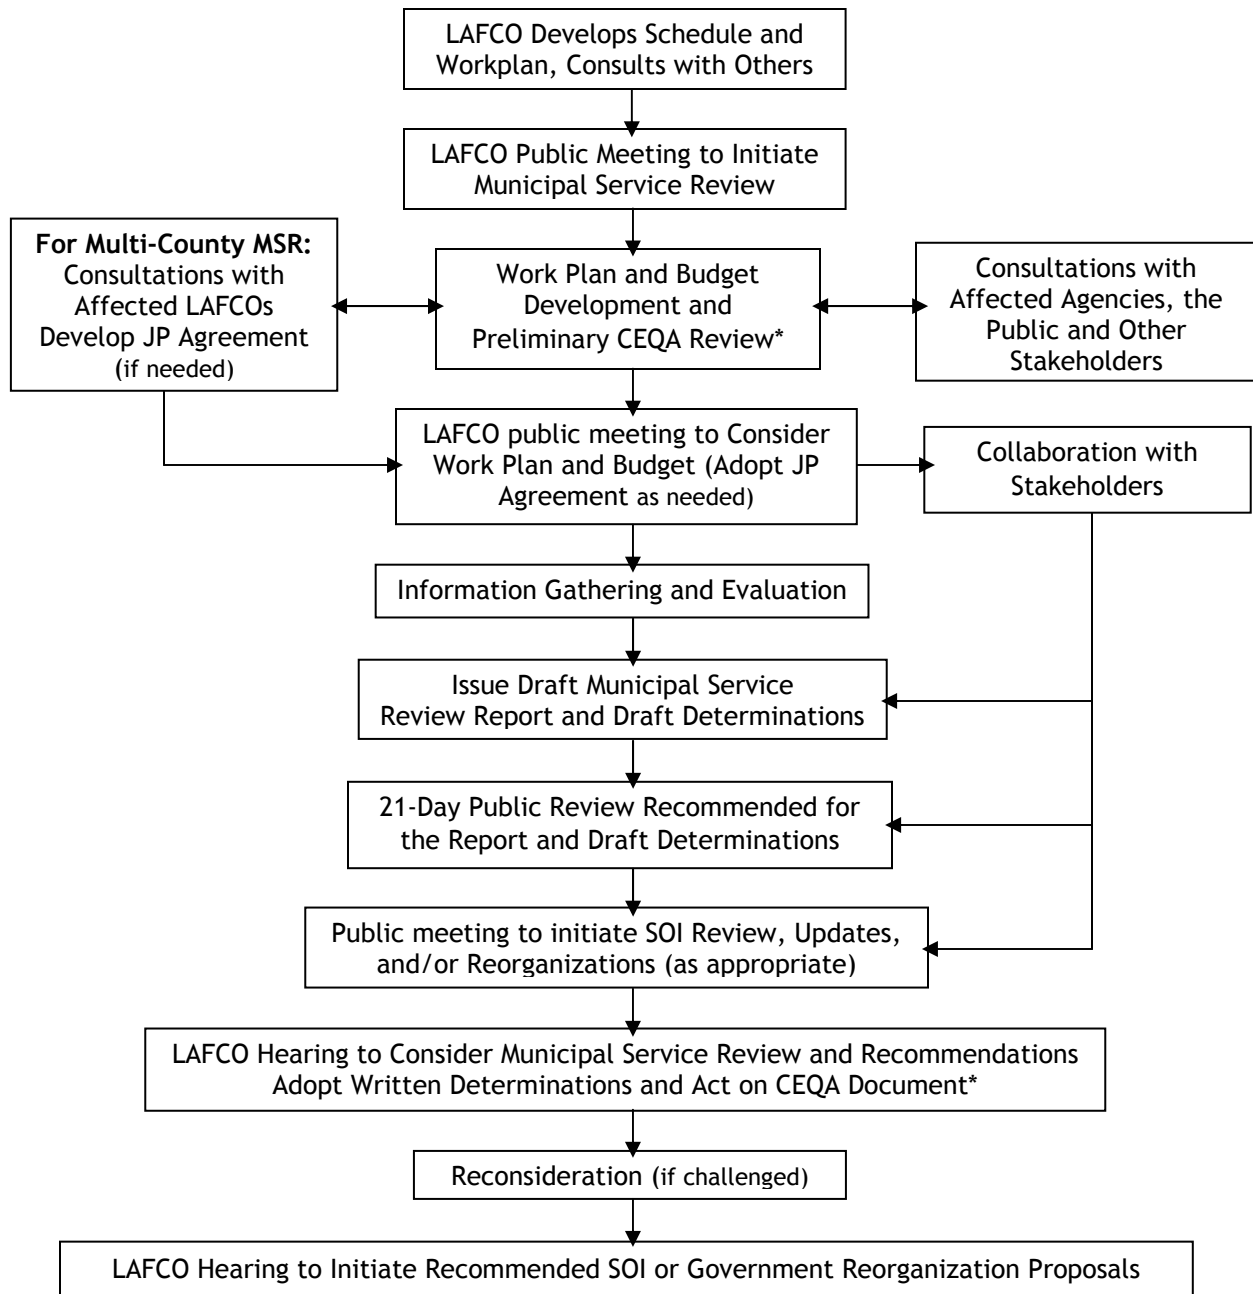 LAFCO Develops Schedule and
Workplan, Consults with Others
LAFCO Public Meeting to Initiate
Municipal Service Review
For Multi-County MSR:
Consultations with
Affected LAFCOs
Develop JP Agreement
(if needed)
Work Plan and Budget
Development and
Preliminary CEQA Review*
Consultations with
Affected Agencies, the
Public and Other
Stakeholders
LAFCO public meeting to Consider
Work Plan and Budget (Adopt JP
Agreement as needed)
Collaboration with
Stakeholders
Information Gathering and Evaluation
Issue Draft Municipal Service
Review Report and Draft Determinations
21-Day Public Review Recommended for
the Report and Draft Determinations
Public meeting to initiate SOI Review, Updates,
and/or Reorganizations (as appropriate)
LAFCO Hearing to Consider Municipal Service Review and Recommendations
Adopt Written Determinations and Act on CEQA Document*
Reconsideration (if challenged)
LAFCO Hearing to Initiate Recommended SOI or Government Reorganization Proposals